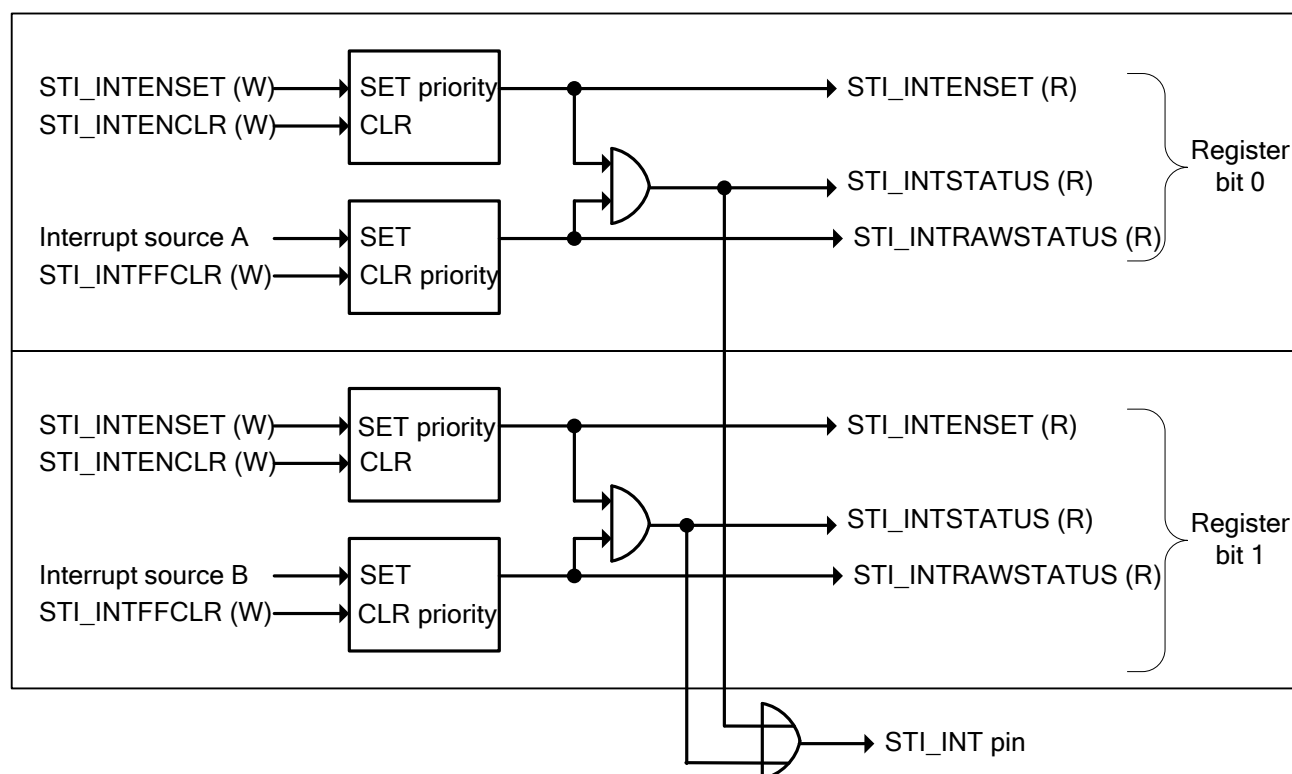 STI_INTENSET (W)
SET priority
STI_INTENSET (R)
STI_INTENCLR (W)
CLR
STI_INTSTATUS (R)
Register
bit 0
Interrupt source A
SET
STI_INTRAWSTATUS (R)
STI_INTFFCLR (W)
CLR priority
STI_INTENSET (W)
SET priority
STI_INTENSET (R)
STI_INTENCLR (W)
CLR
STI_INTSTATUS (R)
Register
bit 1
Interrupt source B
SET
STI_INTRAWSTATUS (R)
STI_INTFFCLR (W)
CLR priority
STI_INT pin